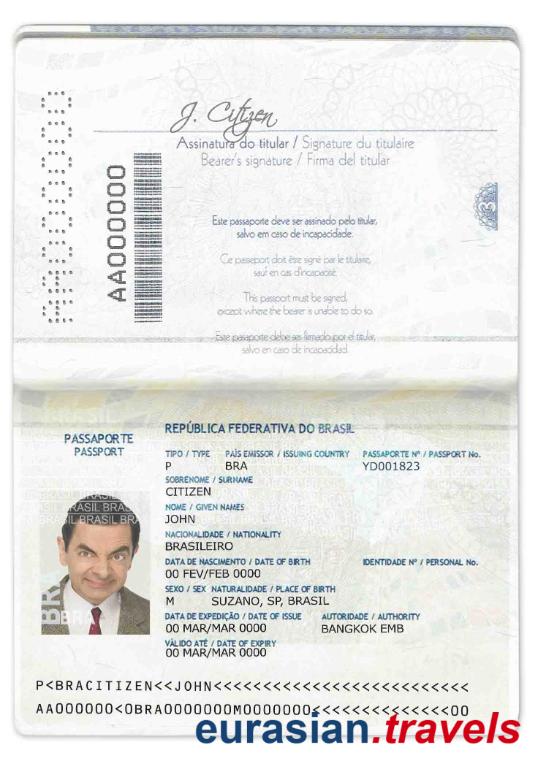 AA000000
J. Citizen
Assinatura do titular / Signature du titulaire
Bearer's signature / Firma del titular
AA000000
3
Este passaporte deve ser assinado pelo titular,
salvo em caso de incapacidade.
Ce passeport doit être signé par le titulaire,
sauf en cas d'incapacité.
This passport must be signed,
except where the bearer is unable to do so.
Este pasaporte debe ser firmado por el titular,
salvo en caso de incapacidad.
REPÚBLICA FEDERATIVA DO BRASIL
PASSAPORTE
PASSPORT
TIPO / TYPE PAÍS EMISSOR / ISSUING COUNTRY PASSAPORTE Nº / PASSPORT No.
P BRA YD001823
SOBRENOME / SURNAME
CITIZEN
NOME / GIVEN NAMES
JOHN
NACIONALIDADE / NATIONALITY
BRASILEIRO
DATA DE NASCIMENTO / DATE OF BIRTH IDENTIDADE Nº / PERSONAL No.
00 FEV/FEB 0000
SEXO / SEX NATURALIDADE / PLACE OF BIRTH
M SUZANO, SP, BRASIL
DATA DE EXPEDIÇÃO / DATE OF ISSUE AUTORIDADE / AUTHORITY
00 MAR/MAR 0000 BANGKOK EMB
VÁLIDO ATÉ / DATE OF EXPIRY
00 MAR/MAR 0000
BRASIL BRASIL
BRA
BRA
P<BRACITIZEN<<JOHN<<<<<<<<<<<<<<<<<<<<<<<<<<
AA000000<0BRA0000000M0000000<<<<<<<<<<<<<<00
eurasian.travels